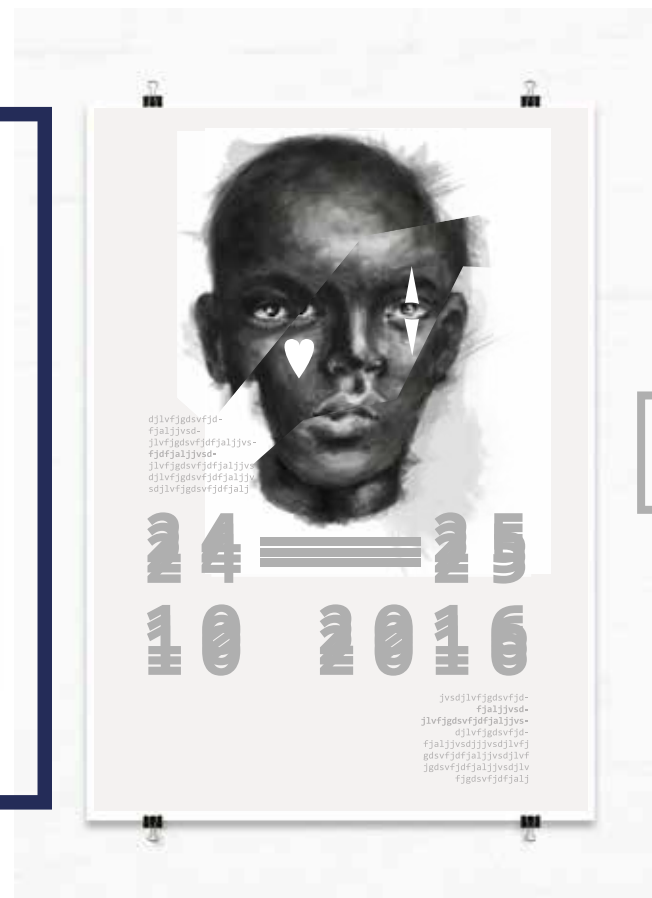 djlvfjgdsvfjd-
fjaljjvsd-
jlvfjgdsvfjdfjaljjvs-
fjdfjaljjvsd-
jlvfjgdsvfjdfjaljjvs
djlvfjgdsvfjdfjaljjv
sdjlvfjgdsvfjdfjalj
24 25
10 2016
jvsdjlvfjgdsvfjd-
fjaljjvsd-
jlvfjgdsvfjdfjaljjvs-
djlvfjgdsvfjd-
fjaljjvsdjjjvsdjlvfj
gdsvfjdfjaljjvsdjlvf
jgdsvfjdfjaljjvsdjlv
fjgdsvfjdfjalj